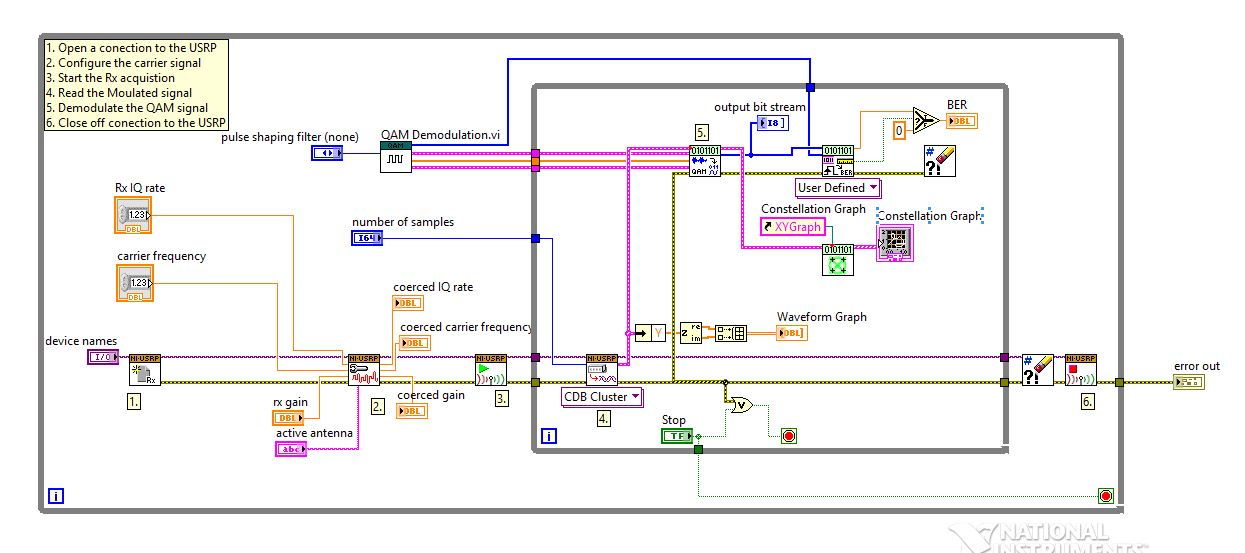 1. Open a conection to the USRP
2. Configure the carrier signal
3. Start the Rx acquistion
4. Read the Moulated signal
5. Demodulate the QAM signal
6. Close off conection to the USRP
pulse shaping filter (none)
QAM Demodulation.vi
QAM
output bit stream
I8
BER
DBL
0
5.
0101101
QAM
0101101
BER
User Defined
#
?!
Rx IQ rate
1.23
DBL
number of samples
I64
Constellation Graph
XYGraph
0101101
Constellation Graph
carrier frequency
1.23
DBL
coerced IQ rate
DBL
coerced carrier frequency
DBL
Y
Z
re
im
Waveform Graph
DBL
device names
I/O
NI-USRP
Rx
1.
NI-USRP
2.
NI-USRP
3.
NI-USRP
CDB Cluster
4.
#
?!
NI-USRP
6.
error out
rx gain
DBL
coerced gain
DBL
active antenna
abc
Stop
TF
V
i
i
NATIONAL
INSTRUMENTS